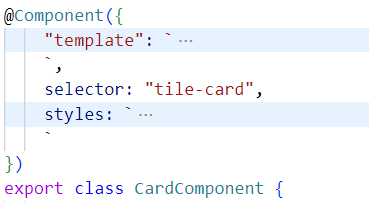 @Component({
"template": ` ⋯
`,
selector: "tile-card",
styles: ` ⋯
`
})
export class CardComponent {